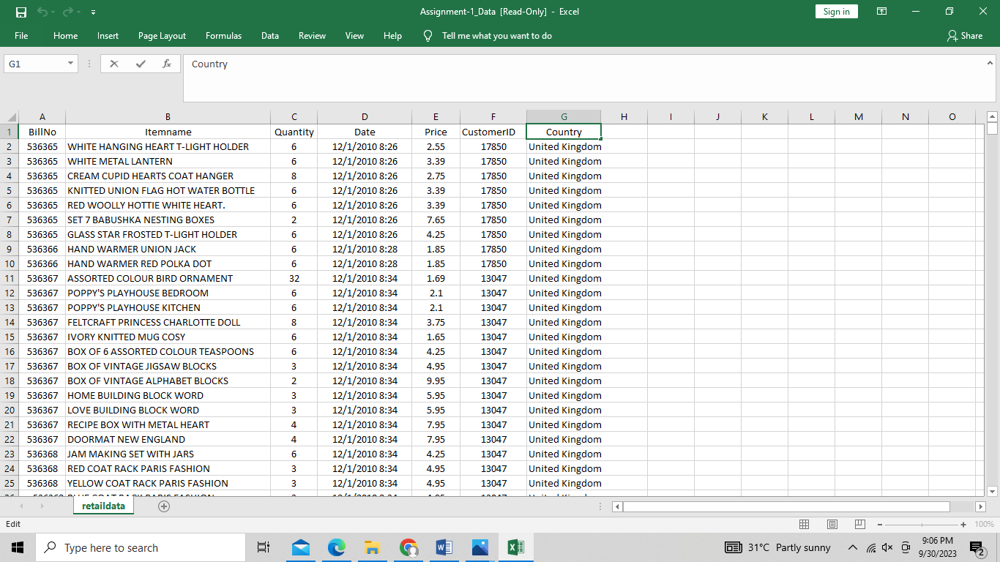 Assignment-1_Data [Read-Only] - Excel
Sign in
File Home Insert Page Layout Formulas Data Review View Help Tell me what you want to do Share
G1 fx Country
A B C D E F G H I J K L M N O
1 BillNo Itemname Quantity Date Price CustomerID Country
2 536365 WHITE HANGING HEART T-LIGHT HOLDER 6 12/1/2010 8:26 2.55 17850 United Kingdom
3 536365 WHITE METAL LANTERN 6 12/1/2010 8:26 3.39 17850 United Kingdom
4 536365 CREAM CUPID HEARTS COAT HANGER 8 12/1/2010 8:26 2.75 17850 United Kingdom
5 536365 KNITTED UNION FLAG HOT WATER BOTTLE 6 12/1/2010 8:26 3.39 17850 United Kingdom
6 536365 RED WOOLLY HOTTIE WHITE HEART. 6 12/1/2010 8:26 3.39 17850 United Kingdom
7 536365 SET 7 BABUSHKA NESTING BOXES 2 12/1/2010 8:26 7.65 17850 United Kingdom
8 536365 GLASS STAR FROSTED T-LIGHT HOLDER 6 12/1/2010 8:26 4.25 17850 United Kingdom
9 536366 HAND WARMER UNION JACK 6 12/1/2010 8:28 1.85 17850 United Kingdom
10 536366 HAND WARMER RED POLKA DOT 6 12/1/2010 8:28 1.85 17850 United Kingdom
11 536367 ASSORTED COLOUR BIRD ORNAMENT 32 12/1/2010 8:34 1.69 13047 United Kingdom
12 536367 POPPY'S PLAYHOUSE BEDROOM 6 12/1/2010 8:34 2.1 13047 United Kingdom
13 536367 POPPY'S PLAYHOUSE KITCHEN 6 12/1/2010 8:34 2.1 13047 United Kingdom
14 536367 FELTCRAFT PRINCESS CHARLOTTE DOLL 8 12/1/2010 8:34 3.75 13047 United Kingdom
15 536367 IVORY KNITTED MUG COSY 6 12/1/2010 8:34 1.65 13047 United Kingdom
16 536367 BOX OF 6 ASSORTED COLOUR TEASPOONS 6 12/1/2010 8:34 4.25 13047 United Kingdom
17 536367 BOX OF VINTAGE JIGSAW BLOCKS 3 12/1/2010 8:34 4.95 13047 United Kingdom
18 536367 BOX OF VINTAGE ALPHABET BLOCKS 2 12/1/2010 8:34 9.95 13047 United Kingdom
19 536367 HOME BUILDING BLOCK WORD 3 12/1/2010 8:34 5.95 13047 United Kingdom
20 536367 LOVE BUILDING BLOCK WORD 3 12/1/2010 8:34 5.95 13047 United Kingdom
21 536367 RECIPE BOX WITH METAL HEART 4 12/1/2010 8:34 7.95 13047 United Kingdom
22 536367 DOORMAT NEW ENGLAND 4 12/1/2010 8:34 7.95 13047 United Kingdom
23 536368 JAM MAKING SET WITH JARS 6 12/1/2010 8:34 4.25 13047 United Kingdom
24 536368 RED COAT RACK PARIS FASHION 3 12/1/2010 8:34 4.95 13047 United Kingdom
25 536368 YELLOW COAT RACK PARIS FASHION 3 12/1/2010 8:34 4.95 13047 United Kingdom
retaildata
Edit 100%
Type here to search
31°C Partly sunny
9:06 PM
9/30/2023
2